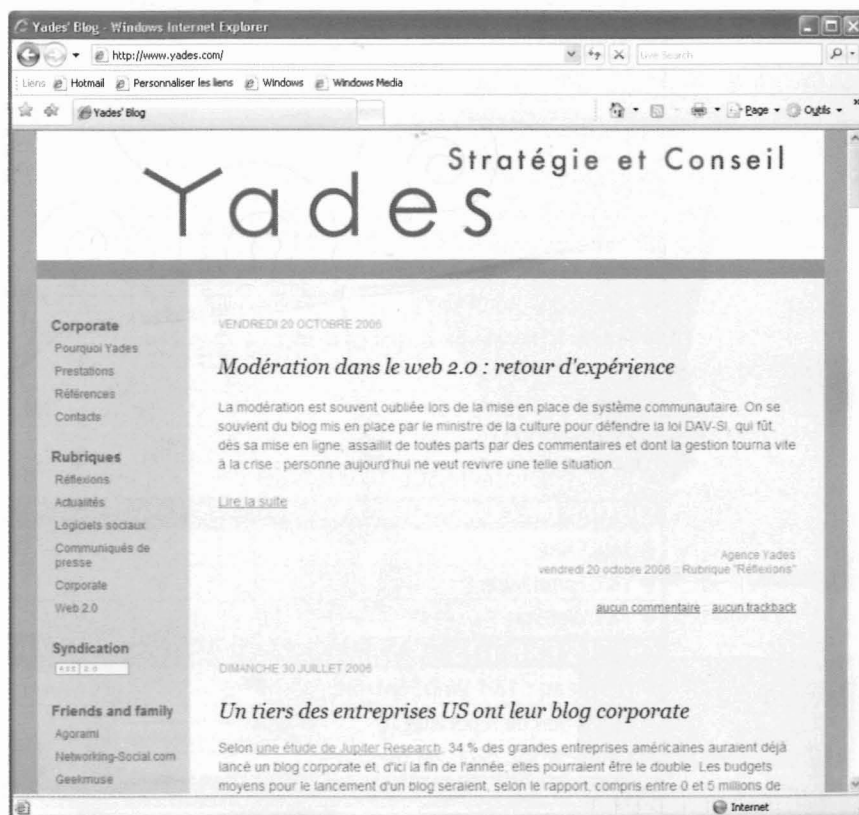 Yades' Blog - Windows Internet Explorer
http://www.yades.com/
Live Search
Liens Hotmail Personnaliser les liens Windows Windows Media
Yades' Blog
Page Outils
Stratégie et Conseil
Yades
Corporate
Pourquoi Yades
Prestations
Références
Contacts
Rubriques
Réflexions
Actualités
Logiciels sociaux
Communiqués de
presse
Corporate
Web 2.0
Syndication
Friends and family
Agorami
Networking-Social.com
Geekmuse
VENDREDI 20 OCTOBRE 2006
Modération dans le web 2.0 : retour d'expérience
La modération est souvent oubliée lors de la mise en place de système communautaire. On se
souvient du blog mis en place par le ministre de la culture pour défendre la loi DAV-SI, qui fût
dès sa mise en ligne, assaillit de toutes parts par des commentaires et dont la gestion tourna vite
à la crise : personne aujourd'hui ne veut revivre une telle situation.
Lire la suite
Agence Yades
vendredi 20 octobre 2006 :: Rubrique "Réflexions"
aucun commentaire :: aucun trackback
DIMANCHE 30 JUILLET 2006
Un tiers des entreprises US ont leur blog corporate
Selon une étude de Jupiter Research, 34 % des grandes entreprises américaines auraient déjà
lancé un blog corporate et, d'ici la fin de l'année, elles pourraient être le double. Les budgets
moyens pour le lancement d'un blog seraient, selon le rapport, compris entre 0 et 5 millions de
Internet